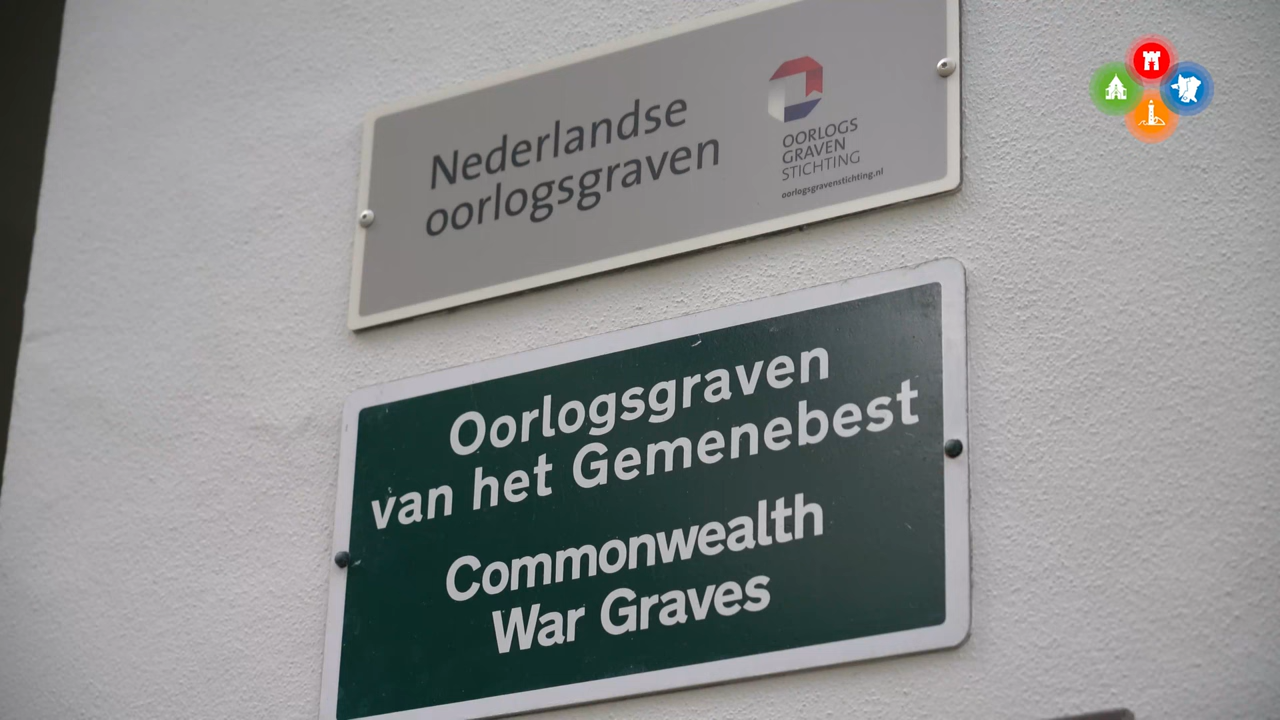 Nederlandse
oorlogsgraven
OORLOGS
GRAVEN
STICHTING
oorlogsgravenstichting.nl
Oorlogsgraven
van het Gemenebest
Commonwealth
War Graves